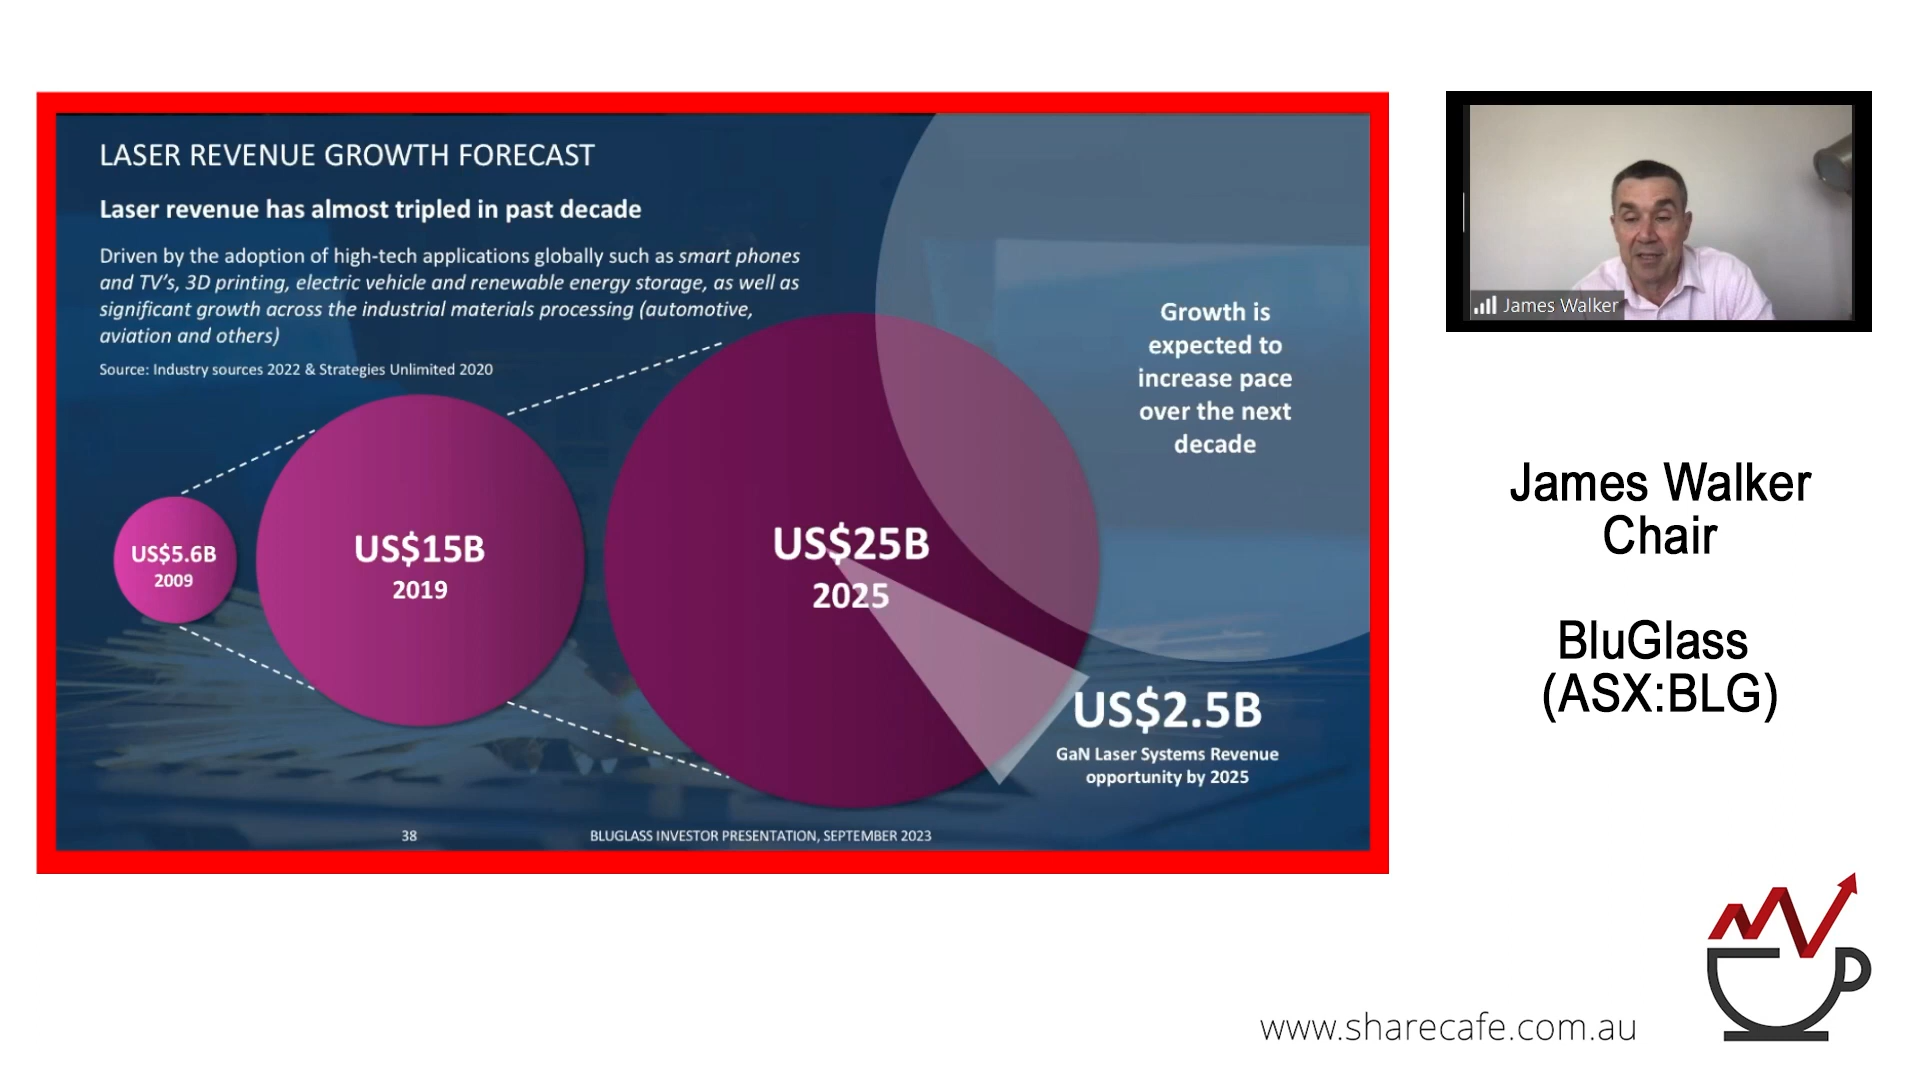 LASER REVENUE GROWTH FORECAST
Laser revenue has almost tripled in past decade
Driven by the adoption of high-tech applications globally such as smart phones
and TV's, 3D printing, electric vehicle and renewable energy storage, as well as
significant growth across the industrial materials processing (automotive,
aviation and others)
Source: Industry sources 2022 & Strategies Unlimited 2020
US$5.6B
2009
US$15B
2019
US$25B
2025
Growth is
expected to
increase pace
over the next
decade
US$2.5B
GaN Laser Systems Revenue
opportunity by 2025
38
BLUGLASS INVESTOR PRESENTATION, SEPTEMBER 2023
James Walker
James Walker
Chair
BluGlass
(ASX:BLG)
www.sharecafe.com.au